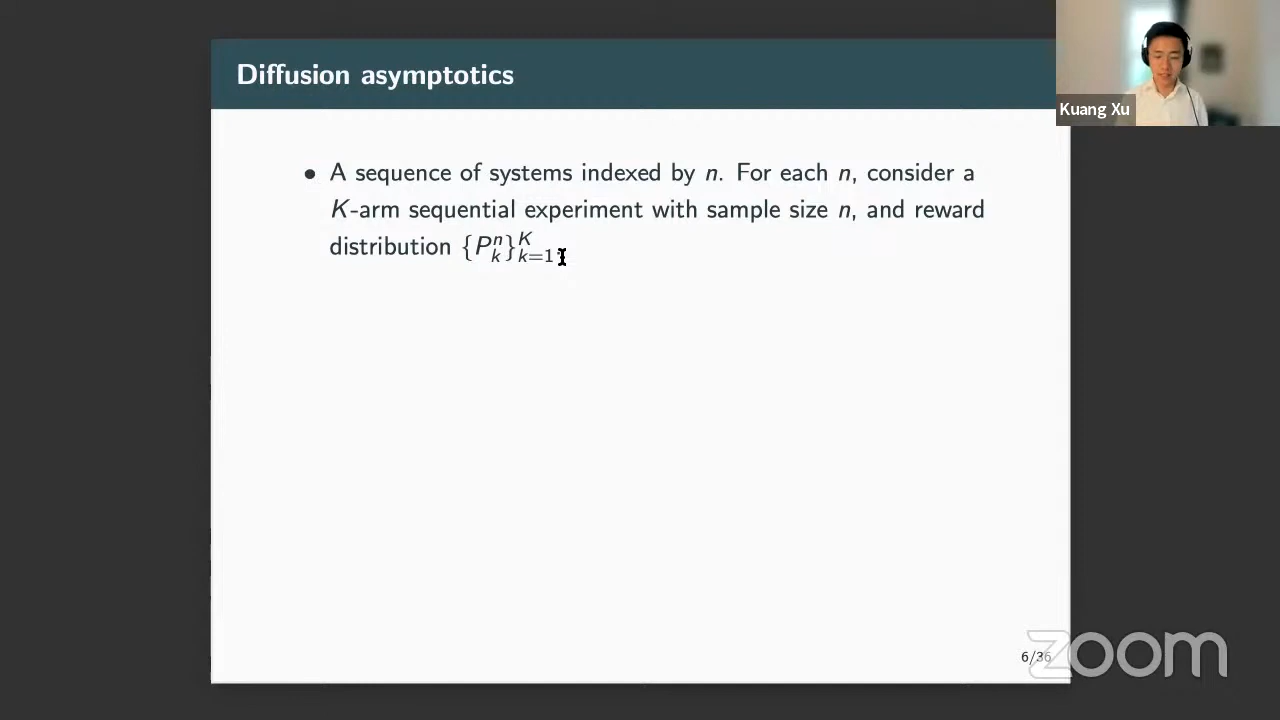 Diffusion asymptotics
Kuang Xu
• A sequence of systems indexed by n. For each n, consider a
K-arm sequential experiment with sample size n, and reward
distribution {P_k^n}_{k=1}^K
6/36
zoom